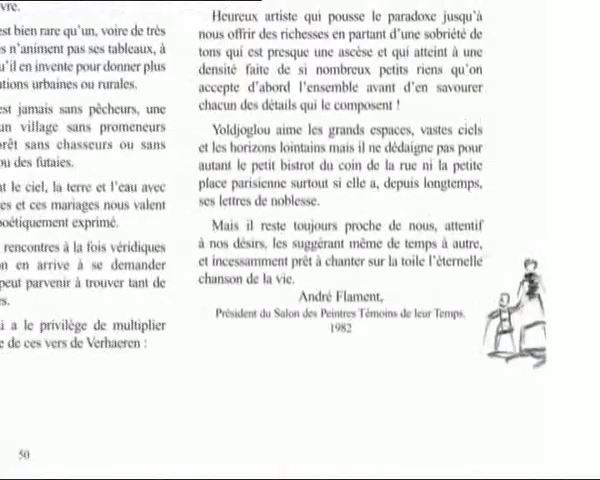 vre.
est bien rare qu'un, voire de très
s n'animent pas ses tableaux, à
u'il en invente pour donner plus
ations urbaines ou rurales.
est jamais sans pêcheurs, une
un village sans promeneurs
orêt sans chasseurs ou sans
ou des futaies.
nt le ciel, la terre et l'eau avec
es et ces mariages nous valent
poétiquement exprimé.
rencontres à la fois véridiques
on en arrive à se demander
peut parvenir à trouver tant de
s.
i a le privilège de multiplier
e de ces vers de Verhaeren :
50
Heureux artiste qui pousse le paradoxe jusqu'à
nous offrir des richesses en partant d'une sobriété de
tons qui est presque une ascèse et qui atteint à une
densité faite de si nombreux petits riens qu'on
accepte d'abord l'ensemble avant d'en savourer
chacun des détails qui le composent !
Yoldjoglou aime les grands espaces, vastes ciels
et les horizons lointains mais il ne dédaigne pas pour
autant le petit bistrot du coin de la rue ni la petite
place parisienne surtout si elle a, depuis longtemps,
ses lettres de noblesse.
Mais il reste toujours proche de nous, attentif
à nos désirs, les suggérant même de temps à autre,
et incessamment prêt à chanter sur la toile l'éternelle
chanson de la vie.
André Flament,
Président du Salon des Peintres Témoins de leur Temps.
1982